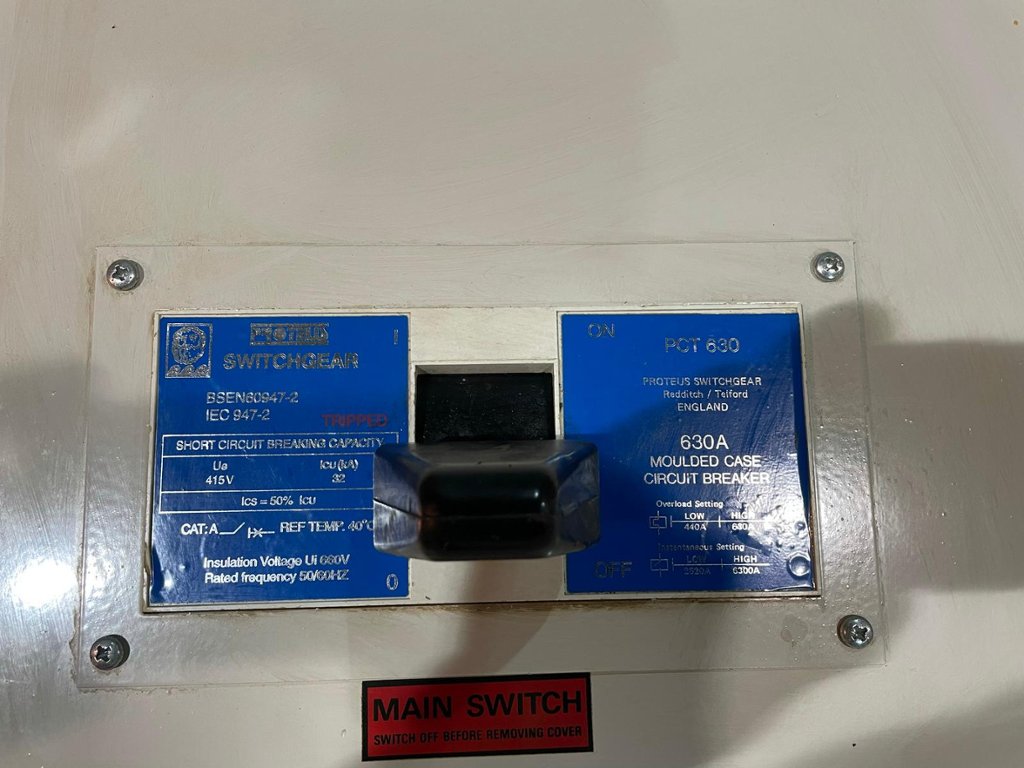 PROTEUS
SWITCHGEAR
I
BSEN60947-2
IEC 947-2
TRIPPED
SHORT CIRCUIT BREAKING CAPACITY
Ue Icu (kA)
415V 32
Ics = 50% Icu
CAT: A REF TEMP. 40°C
Insulation Voltage Ui 660V
Rated frequency 50/60HZ
O
ON
PCT 630
PROTEUS SWITCHGEAR
Redditch / Telford
ENGLAND
630A
MOULDED CASE
CIRCUIT BREAKER
Overload Setting
LOW HIGH
440A 630A
Instantaneous Setting
LOW HIGH
2520A 6300A
OFF
MAIN SWITCH
SWITCH OFF BEFORE REMOVING COVER